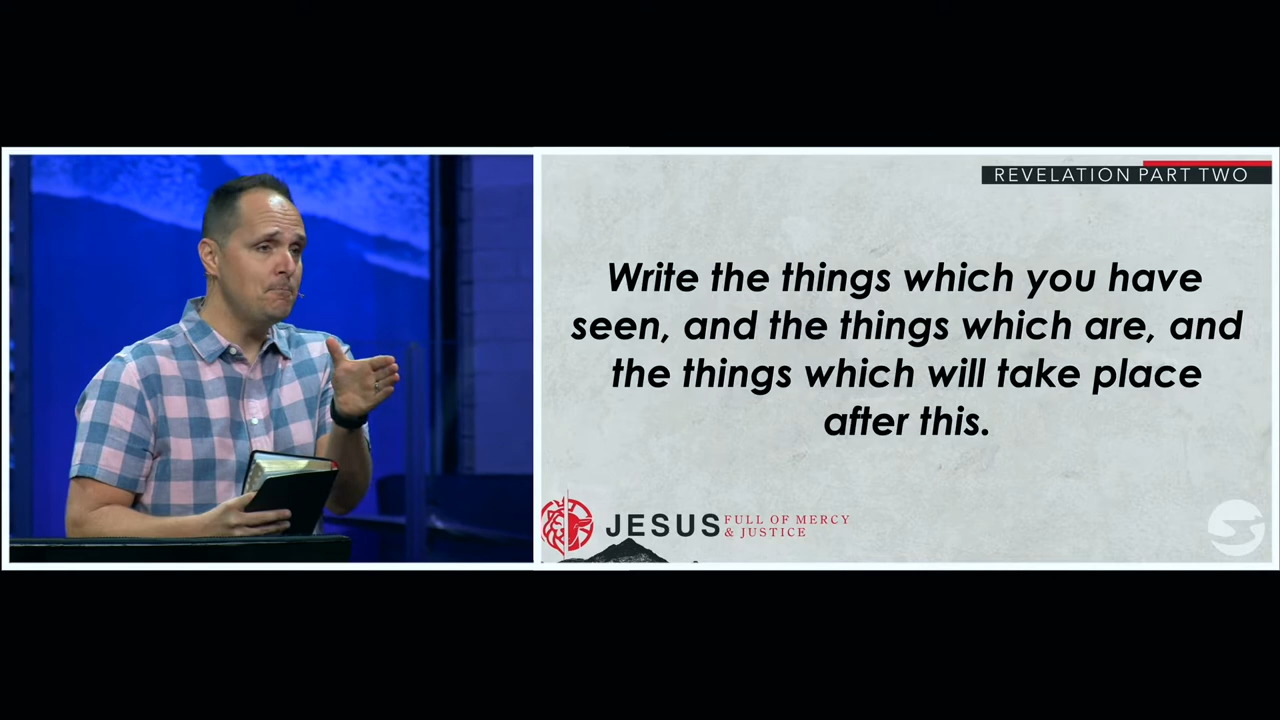 REVELATION PART TWO
Write the things which you have
seen, and the things which are, and
the things which will take place
after this.
JESUS FULL OF MERCY
& JUSTICE